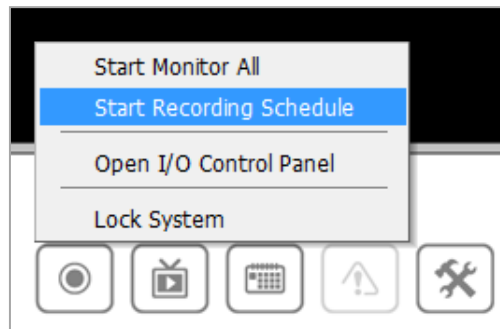 Start Monitor All
Start Recording Schedule
Open I/O Control Panel
Lock System